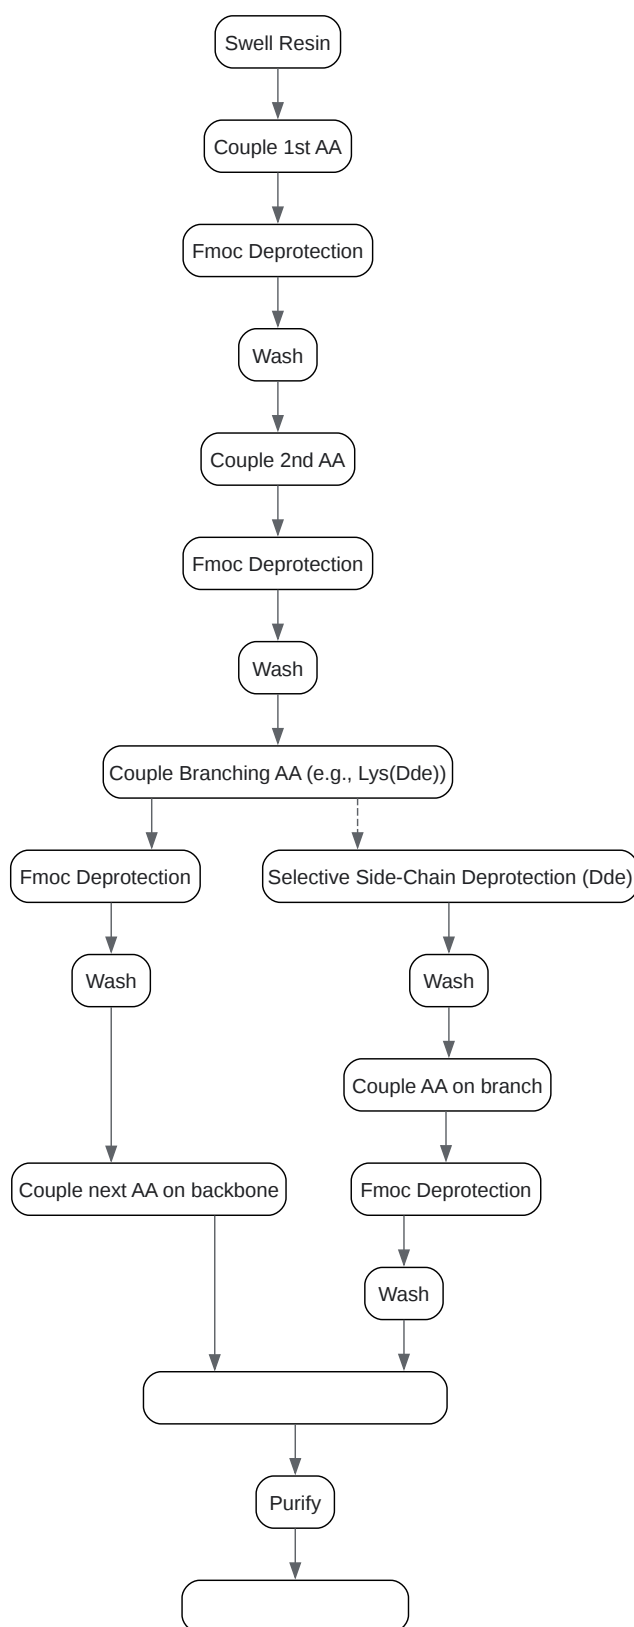 Swell Resin
Couple 1st AA
Fmoc Deprotection
Wash
Couple 2nd AA
Fmoc Deprotection
Wash
Couple Branching AA (e.g., Lys(Dde))
Fmoc Deprotection
Selective Side-Chain Deprotection (Dde)
Wash
Wash
Couple AA on branch
Couple next AA on backbone
Fmoc Deprotection
Wash
Purify